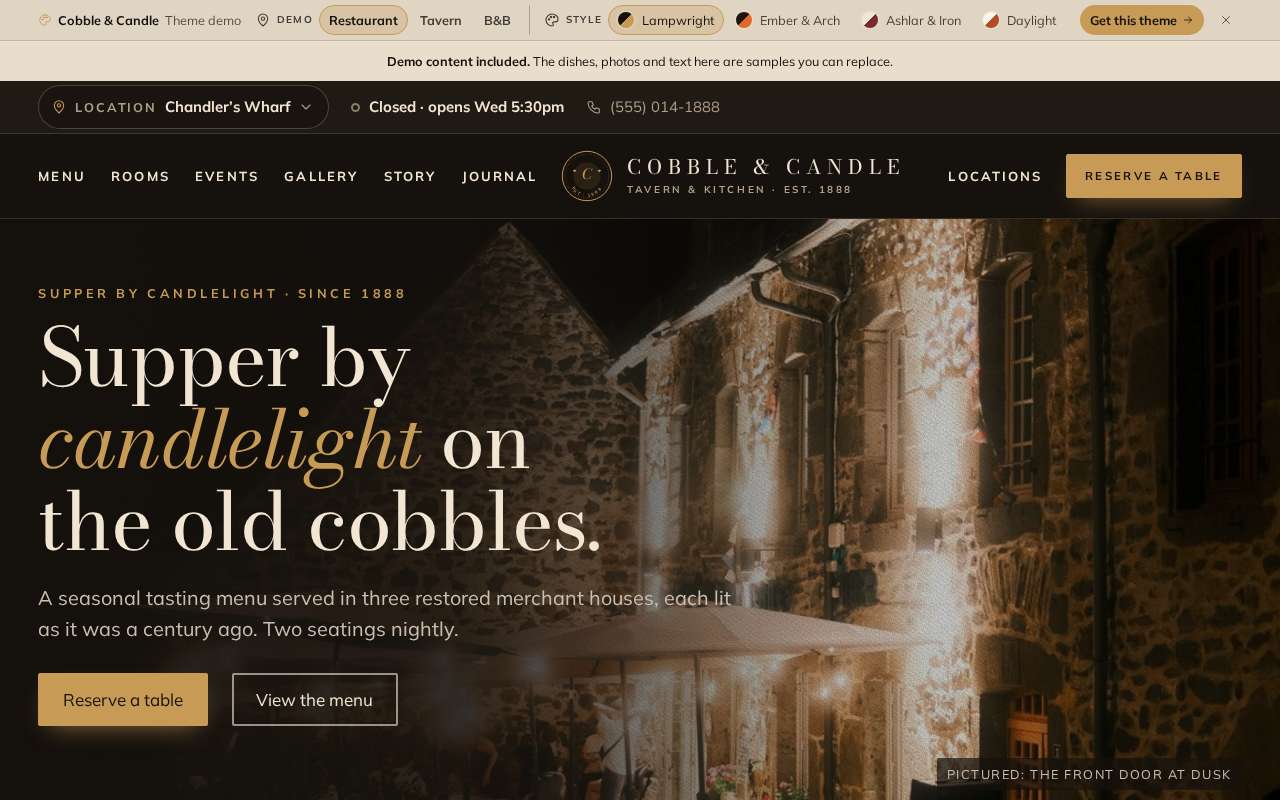 Cobble & Candle Theme demo DEMO Restaurant Tavern B&B STYLE Lampwright Ember & Arch Ashlar & Iron Daylight Get this theme →
Demo content included. The dishes, photos and text here are samples you can replace.
LOCATION Chandler's Wharf Closed · opens Wed 5:30pm (555) 014-1888
MENU ROOMS EVENTS GALLERY STORY JOURNAL
C
COBBLE & CANDLE
TAVERN & KITCHEN · EST. 1888
LOCATIONS RESERVE A TABLE
SUPPER BY CANDLELIGHT · SINCE 1888
Supper by
candlelight on
the old cobbles.
A seasonal tasting menu served in three restored merchant houses, each lit
as it was a century ago. Two seatings nightly.
Reserve a table View the menu
PICTURED: THE FRONT DOOR AT DUSK